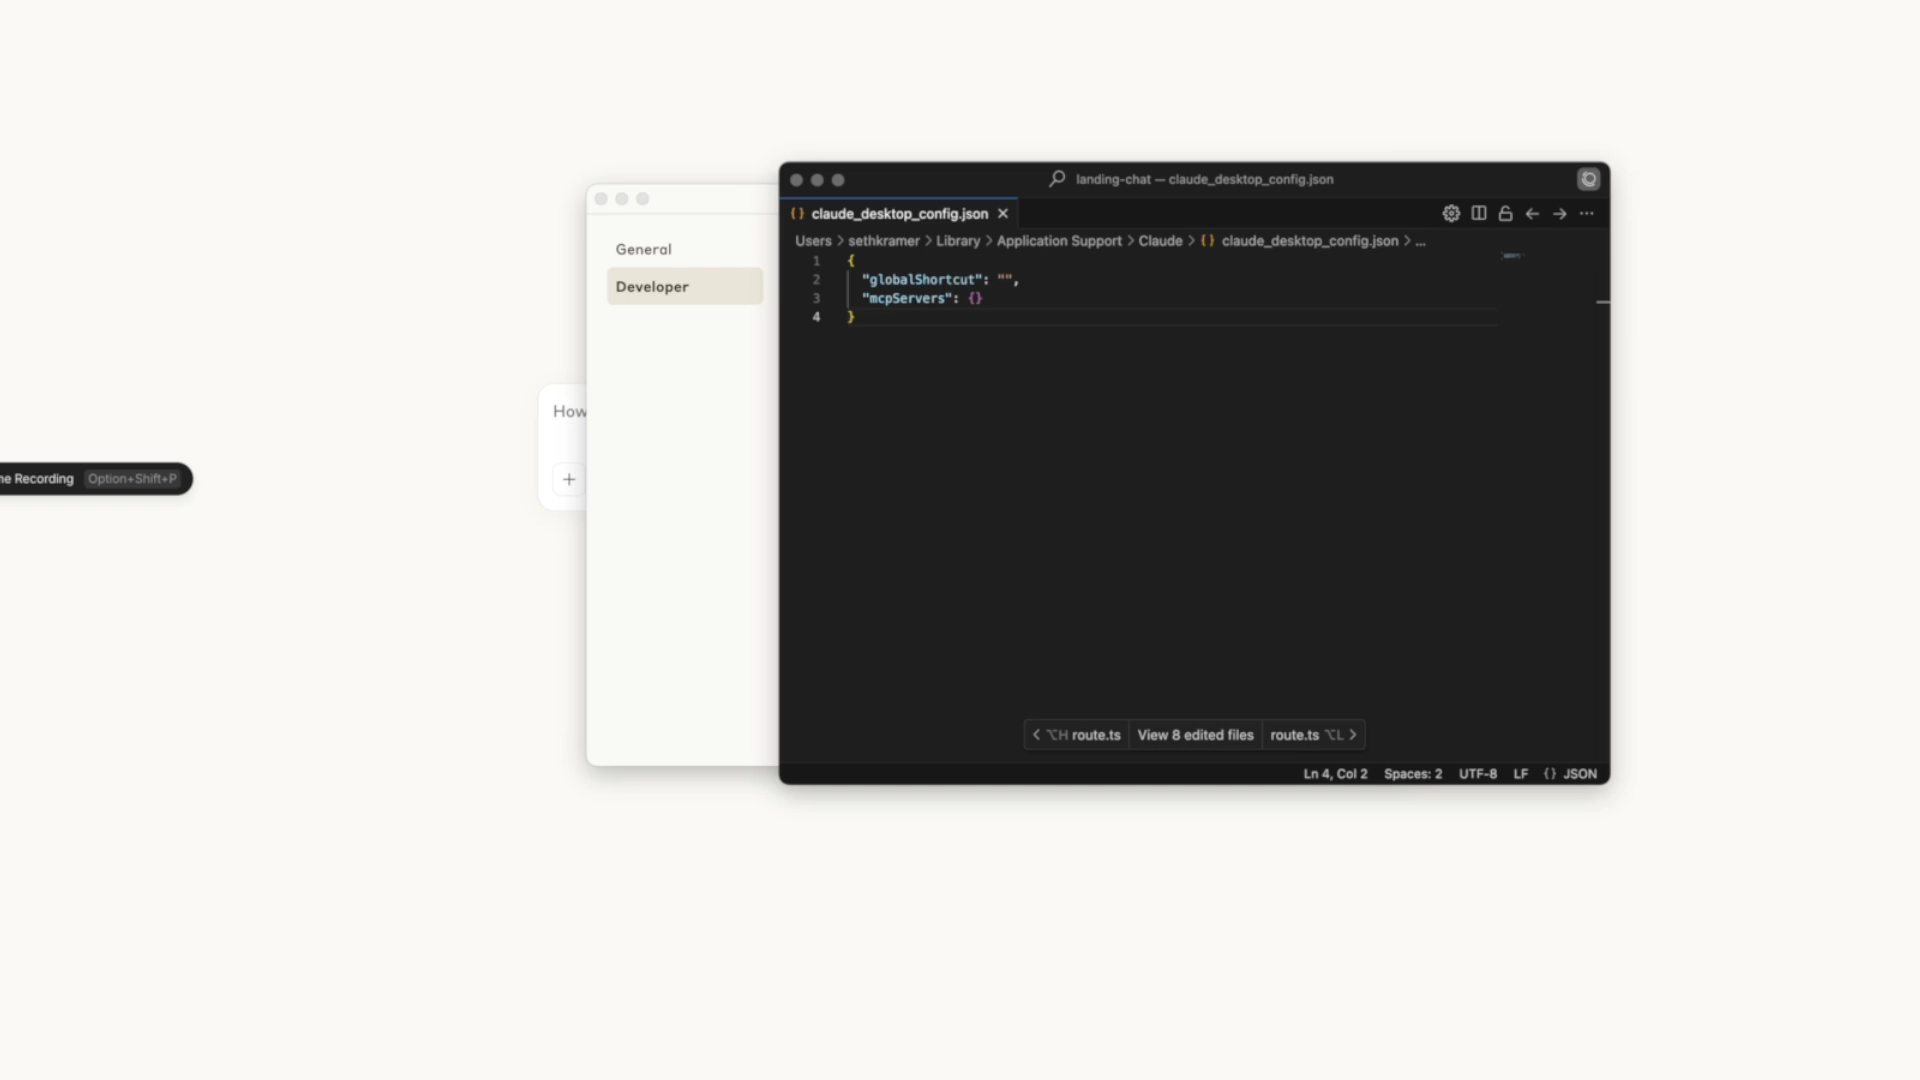 landing-chat — claude_desktop_config.json
claude_desktop_config.json
Users > sethkramer > Library > Application Support > Claude > {} claude_desktop_config.json > ...
1 {
2 "globalShortcut": "",
3 "mcpServers": {}
4 }
General
Developer
How
Recording Option+Shift+P
⌥H route.ts View 8 edited files route.ts ⌥L
Ln 4, Col 2 Spaces: 2 UTF-8 LF {} JSON